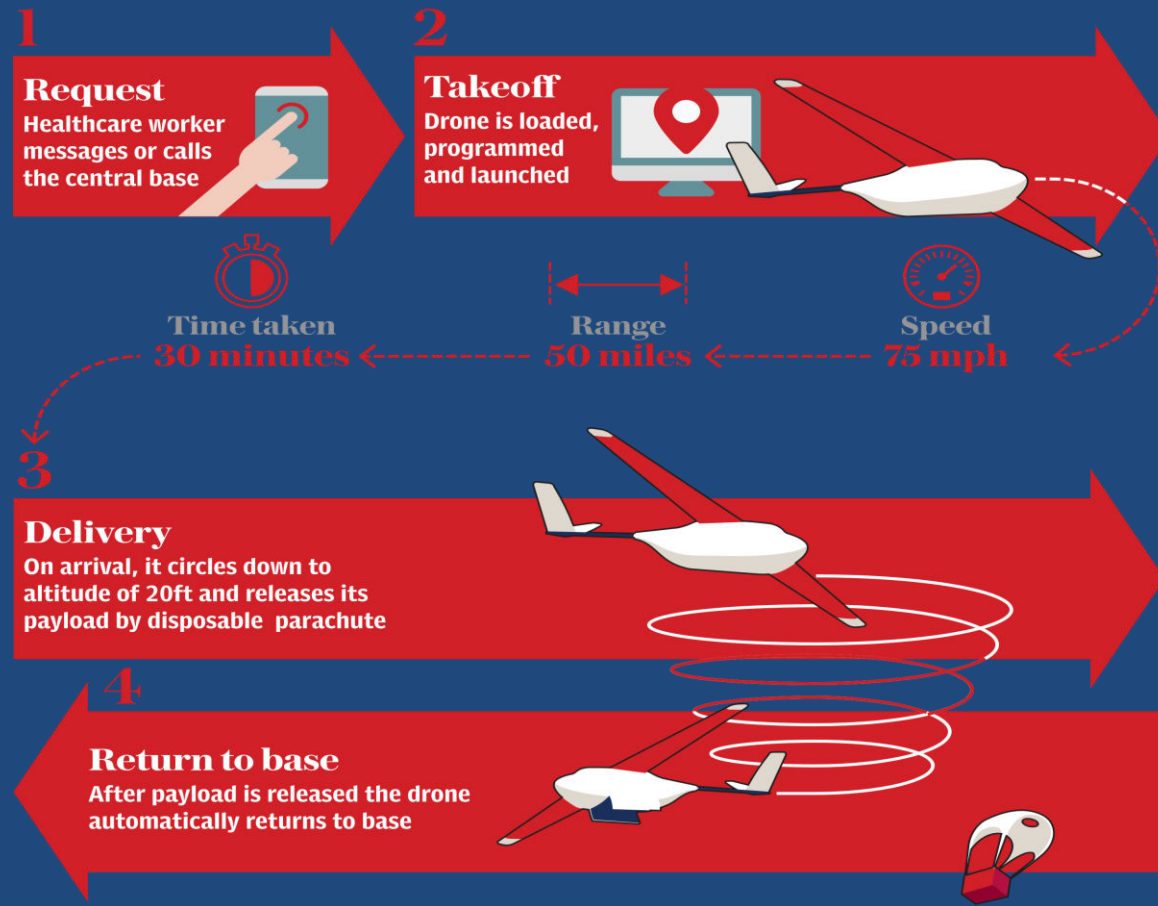 1
Request
Healthcare worker
messages or calls
the central base
2
Takeoff
Drone is loaded,
programmed
and launched
Time taken
30 minutes
Range
50 miles
Speed
75 mph
3
Delivery
On arrival, it circles down to
altitude of 20ft and releases its
payload by disposable parachute
4
Return to base
After payload is released the drone
automatically returns to base